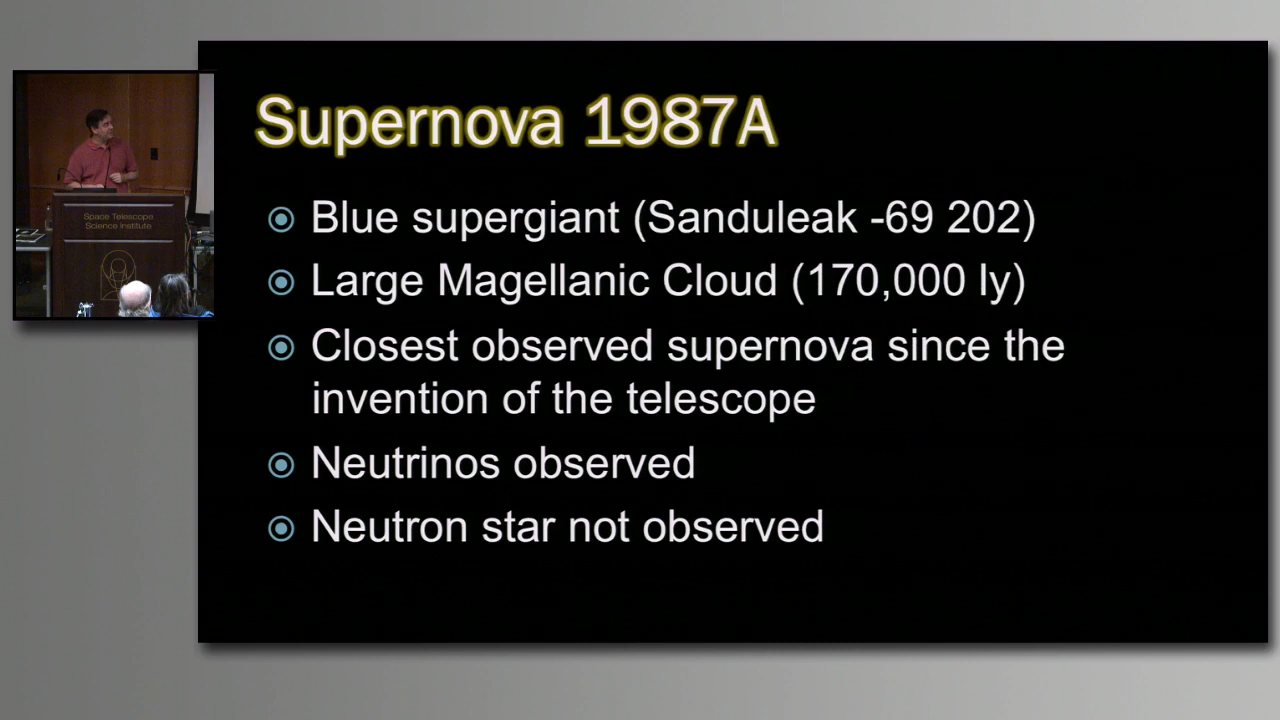 Supernova 1987A
Space Telescope
Science Institute
Blue supergiant (Sanduleak -69 202)
Large Magellanic Cloud (170,000 ly)
Closest observed supernova since the
invention of the telescope
Neutrinos observed
Neutron star not observed